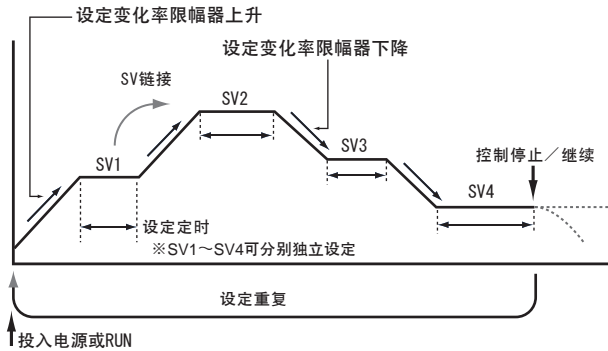 设定变化率限幅器上升
设定变化率限幅器下降
SV链接
SV2
SV1
SV3
控制停止／继续
SV4
设定定时
※SV1～SV4可分别独立设定
设定重复
投入电源或RUN